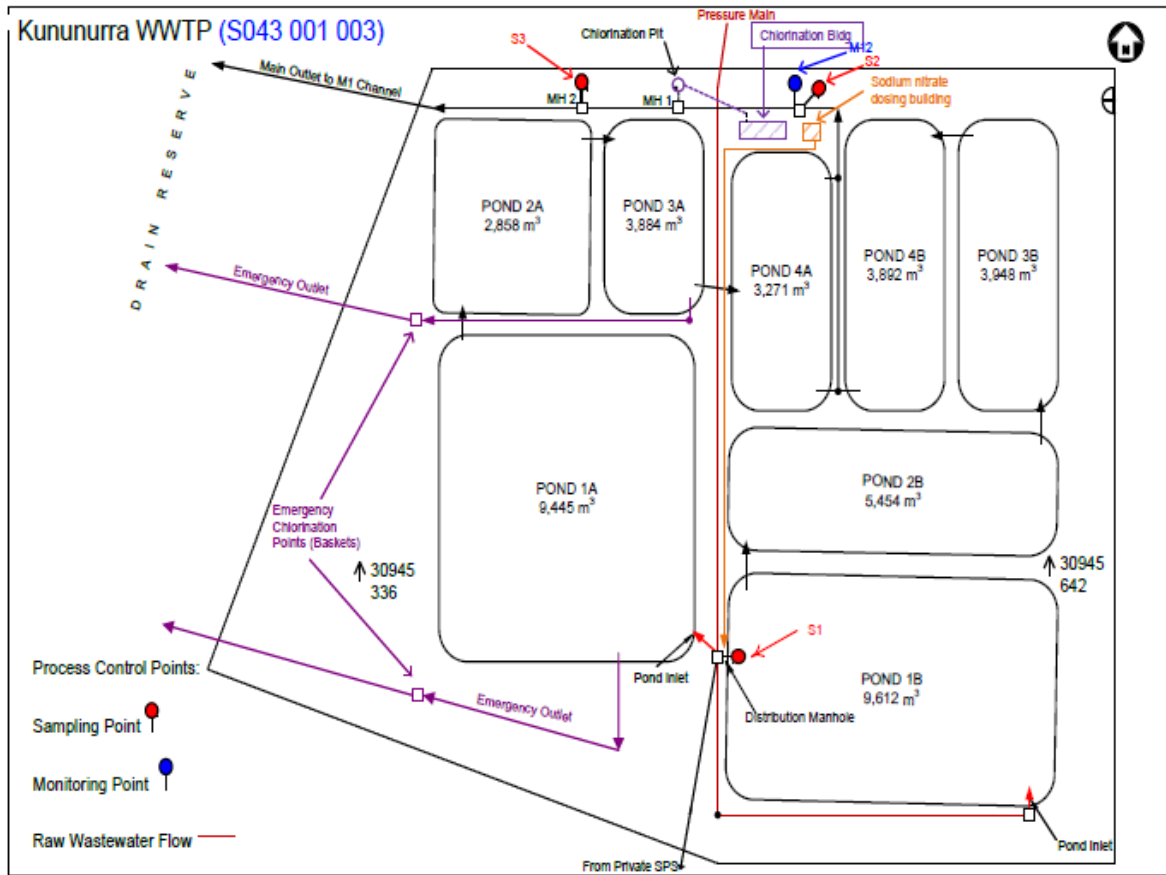 Kununurra WWTP (S043 001 003)
Pressure Main
Chlorination Pit
Chlorination Bldg
S3
M12
S2
Sodium nitrate
dosing building
Main Outlet to M1 Channel
MH 2
MH 1
DRAIN RESERVE
POND 2A
2,858 m³
POND 3A
3,884 m³
POND 4A
3,271 m³
POND 4B
3,892 m³
POND 3B
3,948 m³
Emergency Outlet
POND 1A
9,445 m³
POND 2B
5,454 m³
Emergency
Chlorination
Points (Baskets)
30945
336
30945
642
S1
Pond Inlet
POND 1B
9,612 m³
Distribution Manhole
Emergency Outlet
Process Control Points:
Sampling Point
Monitoring Point
Raw Wastewater Flow
From Private SPS
Pond Inlet